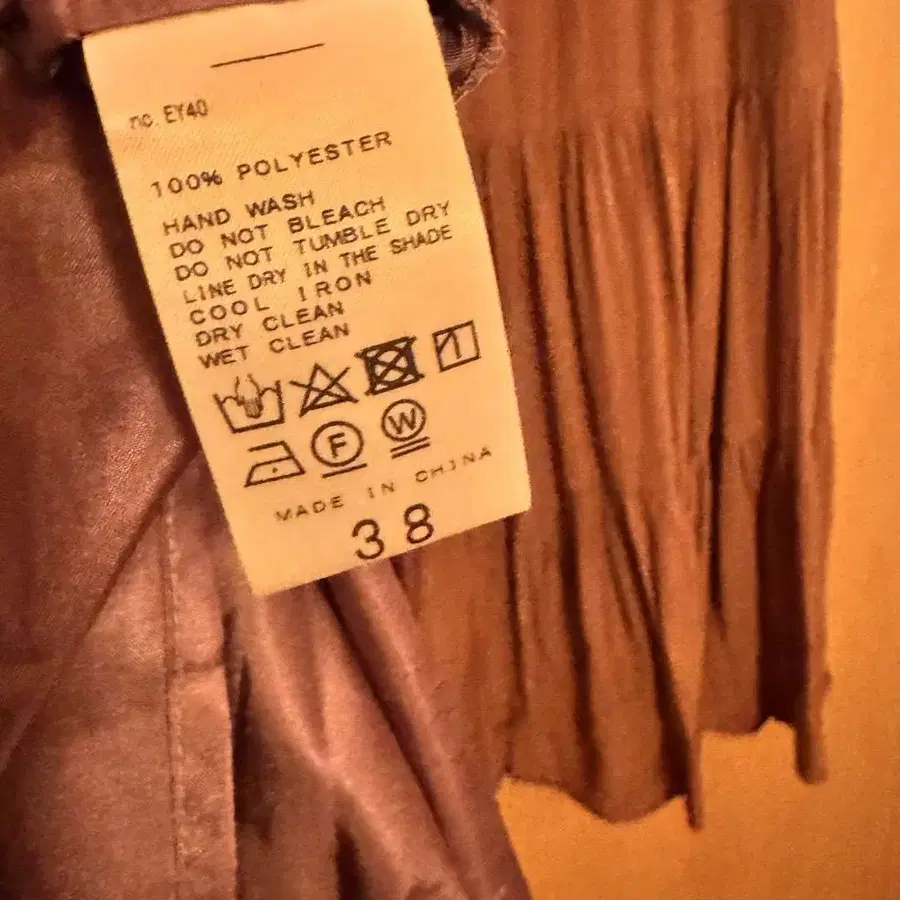 no. EY40
100% POLYESTER
HAND WASH
DO NOT BLEACH
DO NOT TUMBLE DRY
LINE DRY IN THE SHADE
COOL IRON
DRY CLEAN
WET CLEAN
F W
MADE IN CHINA
38